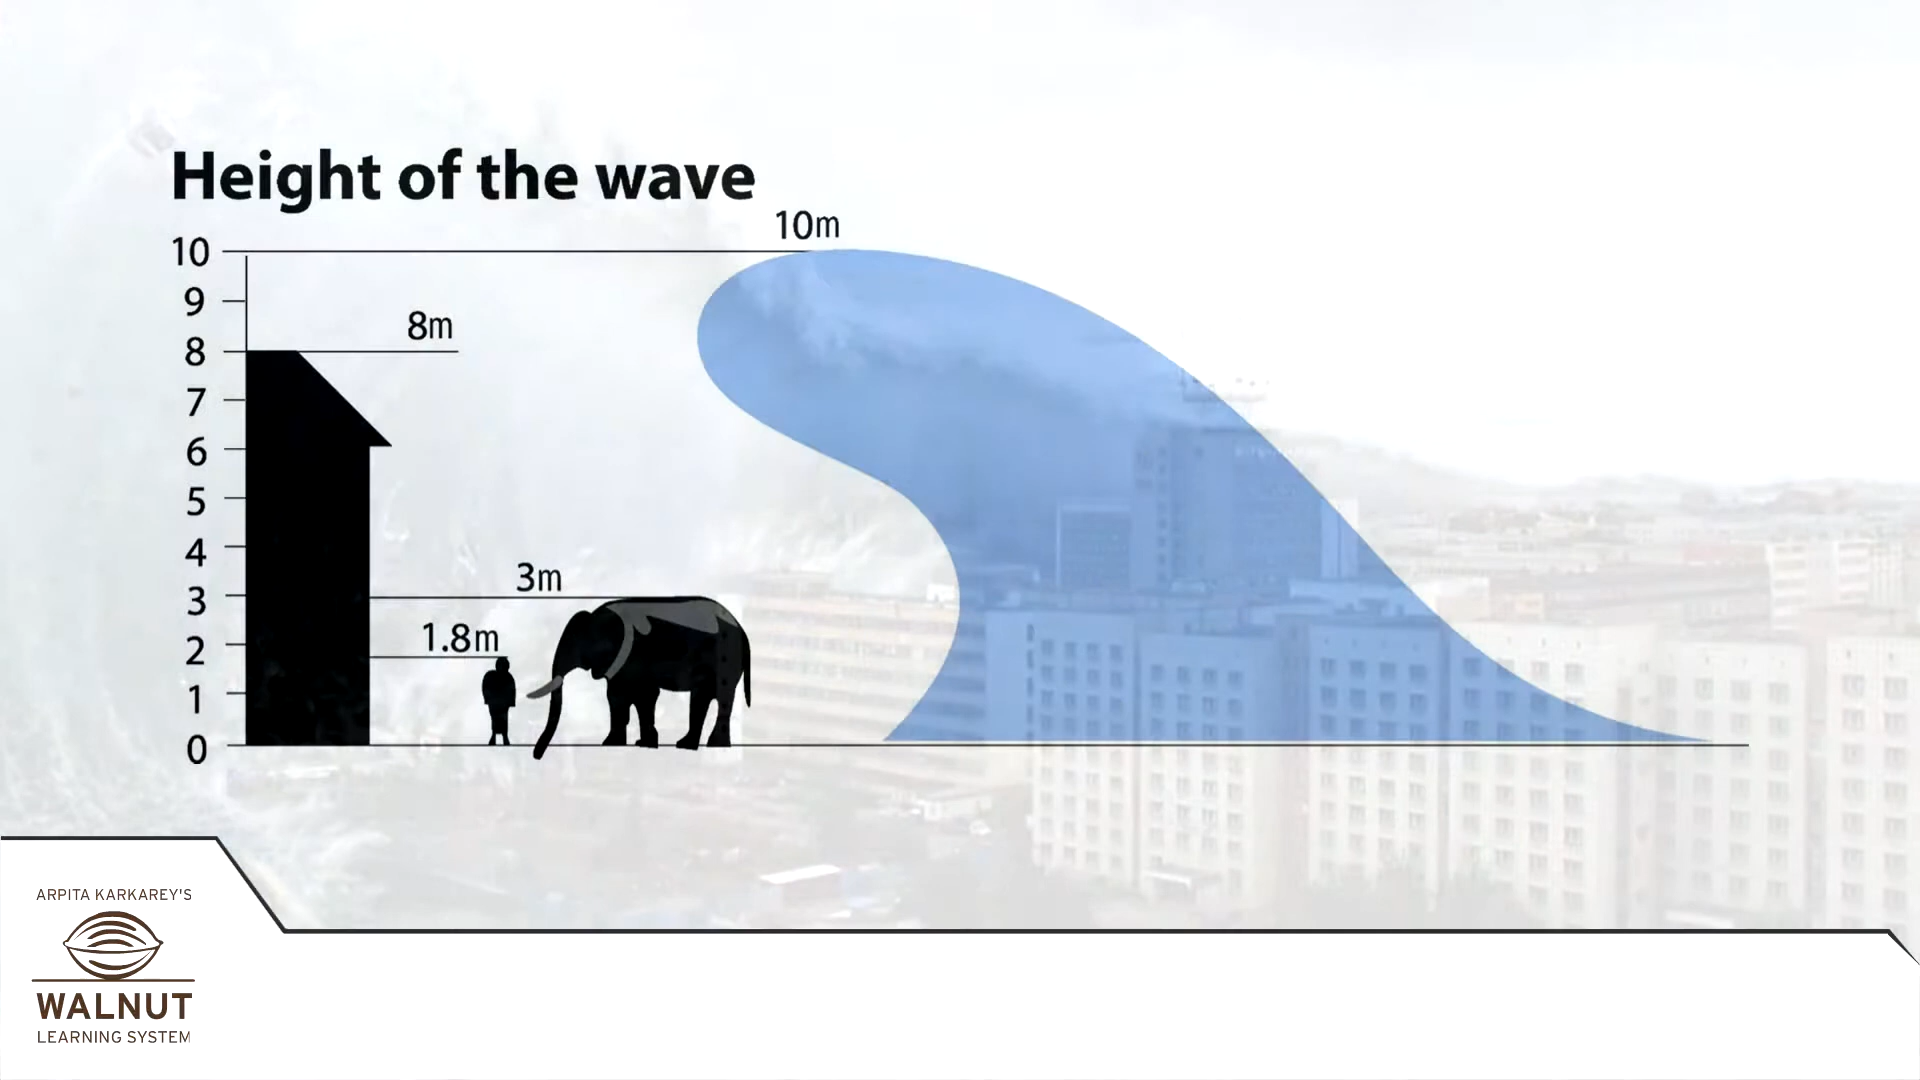 Height of the wave
10m
10
9
8m
8
7
6
5
4
3m
3
1.8m
2
1
0
ARPITA KARKAREY'S
WALNUT
LEARNING SYSTEM